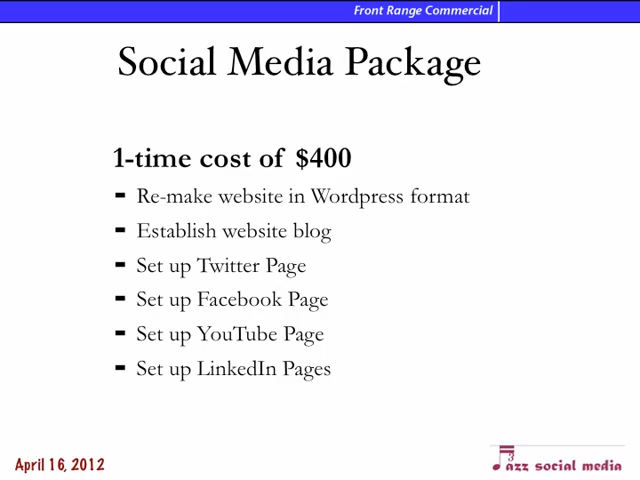 Front Range Commercial
Social Media Package
1-time cost of $400
- Re-make website in Wordpress format
- Establish website blog
- Set up Twitter Page
- Set up Facebook Page
- Set up YouTube Page
- Set up LinkedIn Pages
April 16, 2012
3
Jazz social media